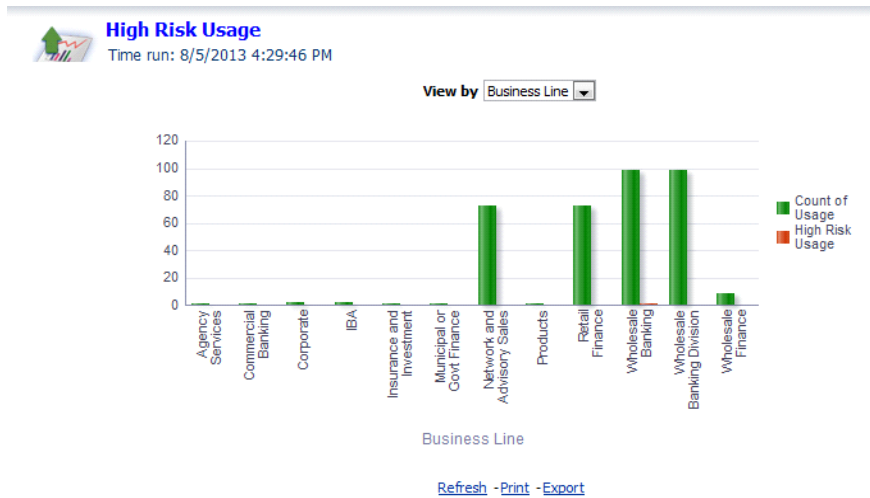 High Risk Usage
Time run: 8/5/2013 4:29:46 PM
View by Business Line
120
100
80
60
40
20
0
Count of
Usage
High Risk
Usage
Agency
Services
Commercial
Banking
Corporate
IBA
Insurance and
Investment
Municipal or
Govt Finance
Network and
Advisory Sales
Products
Retail
Finance
Wholesale
Banking
Wholesale
Banking Division
Wholesale
Finance
Business Line
Refresh - Print - Export